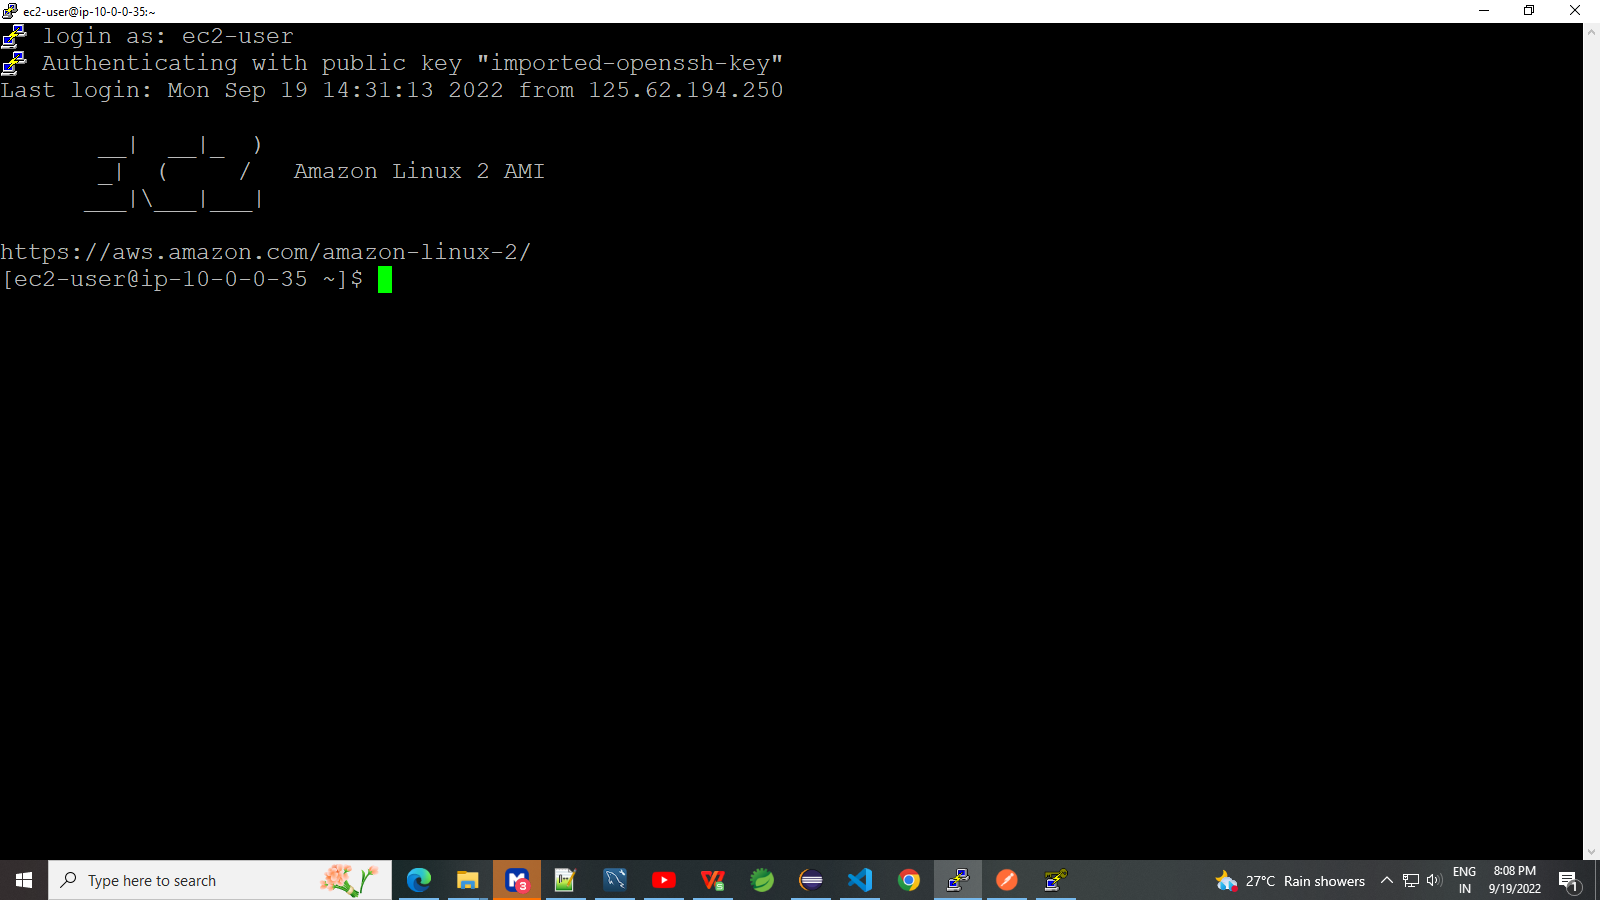 ec2-user@ip-10-0-0-35:~
login as: ec2-user
Authenticating with public key "imported-openssh-key"
Last login: Mon Sep 19 14:31:13 2022 from 125.62.194.250
       __|  __|_  )
       _|  (     /   Amazon Linux 2 AMI
      ___|\___|___|
https://aws.amazon.com/amazon-linux-2/
[ec2-user@ip-10-0-0-35 ~]$
Type here to search
3
27°C Rain showers
ENG
IN
8:08 PM
9/19/2022
1